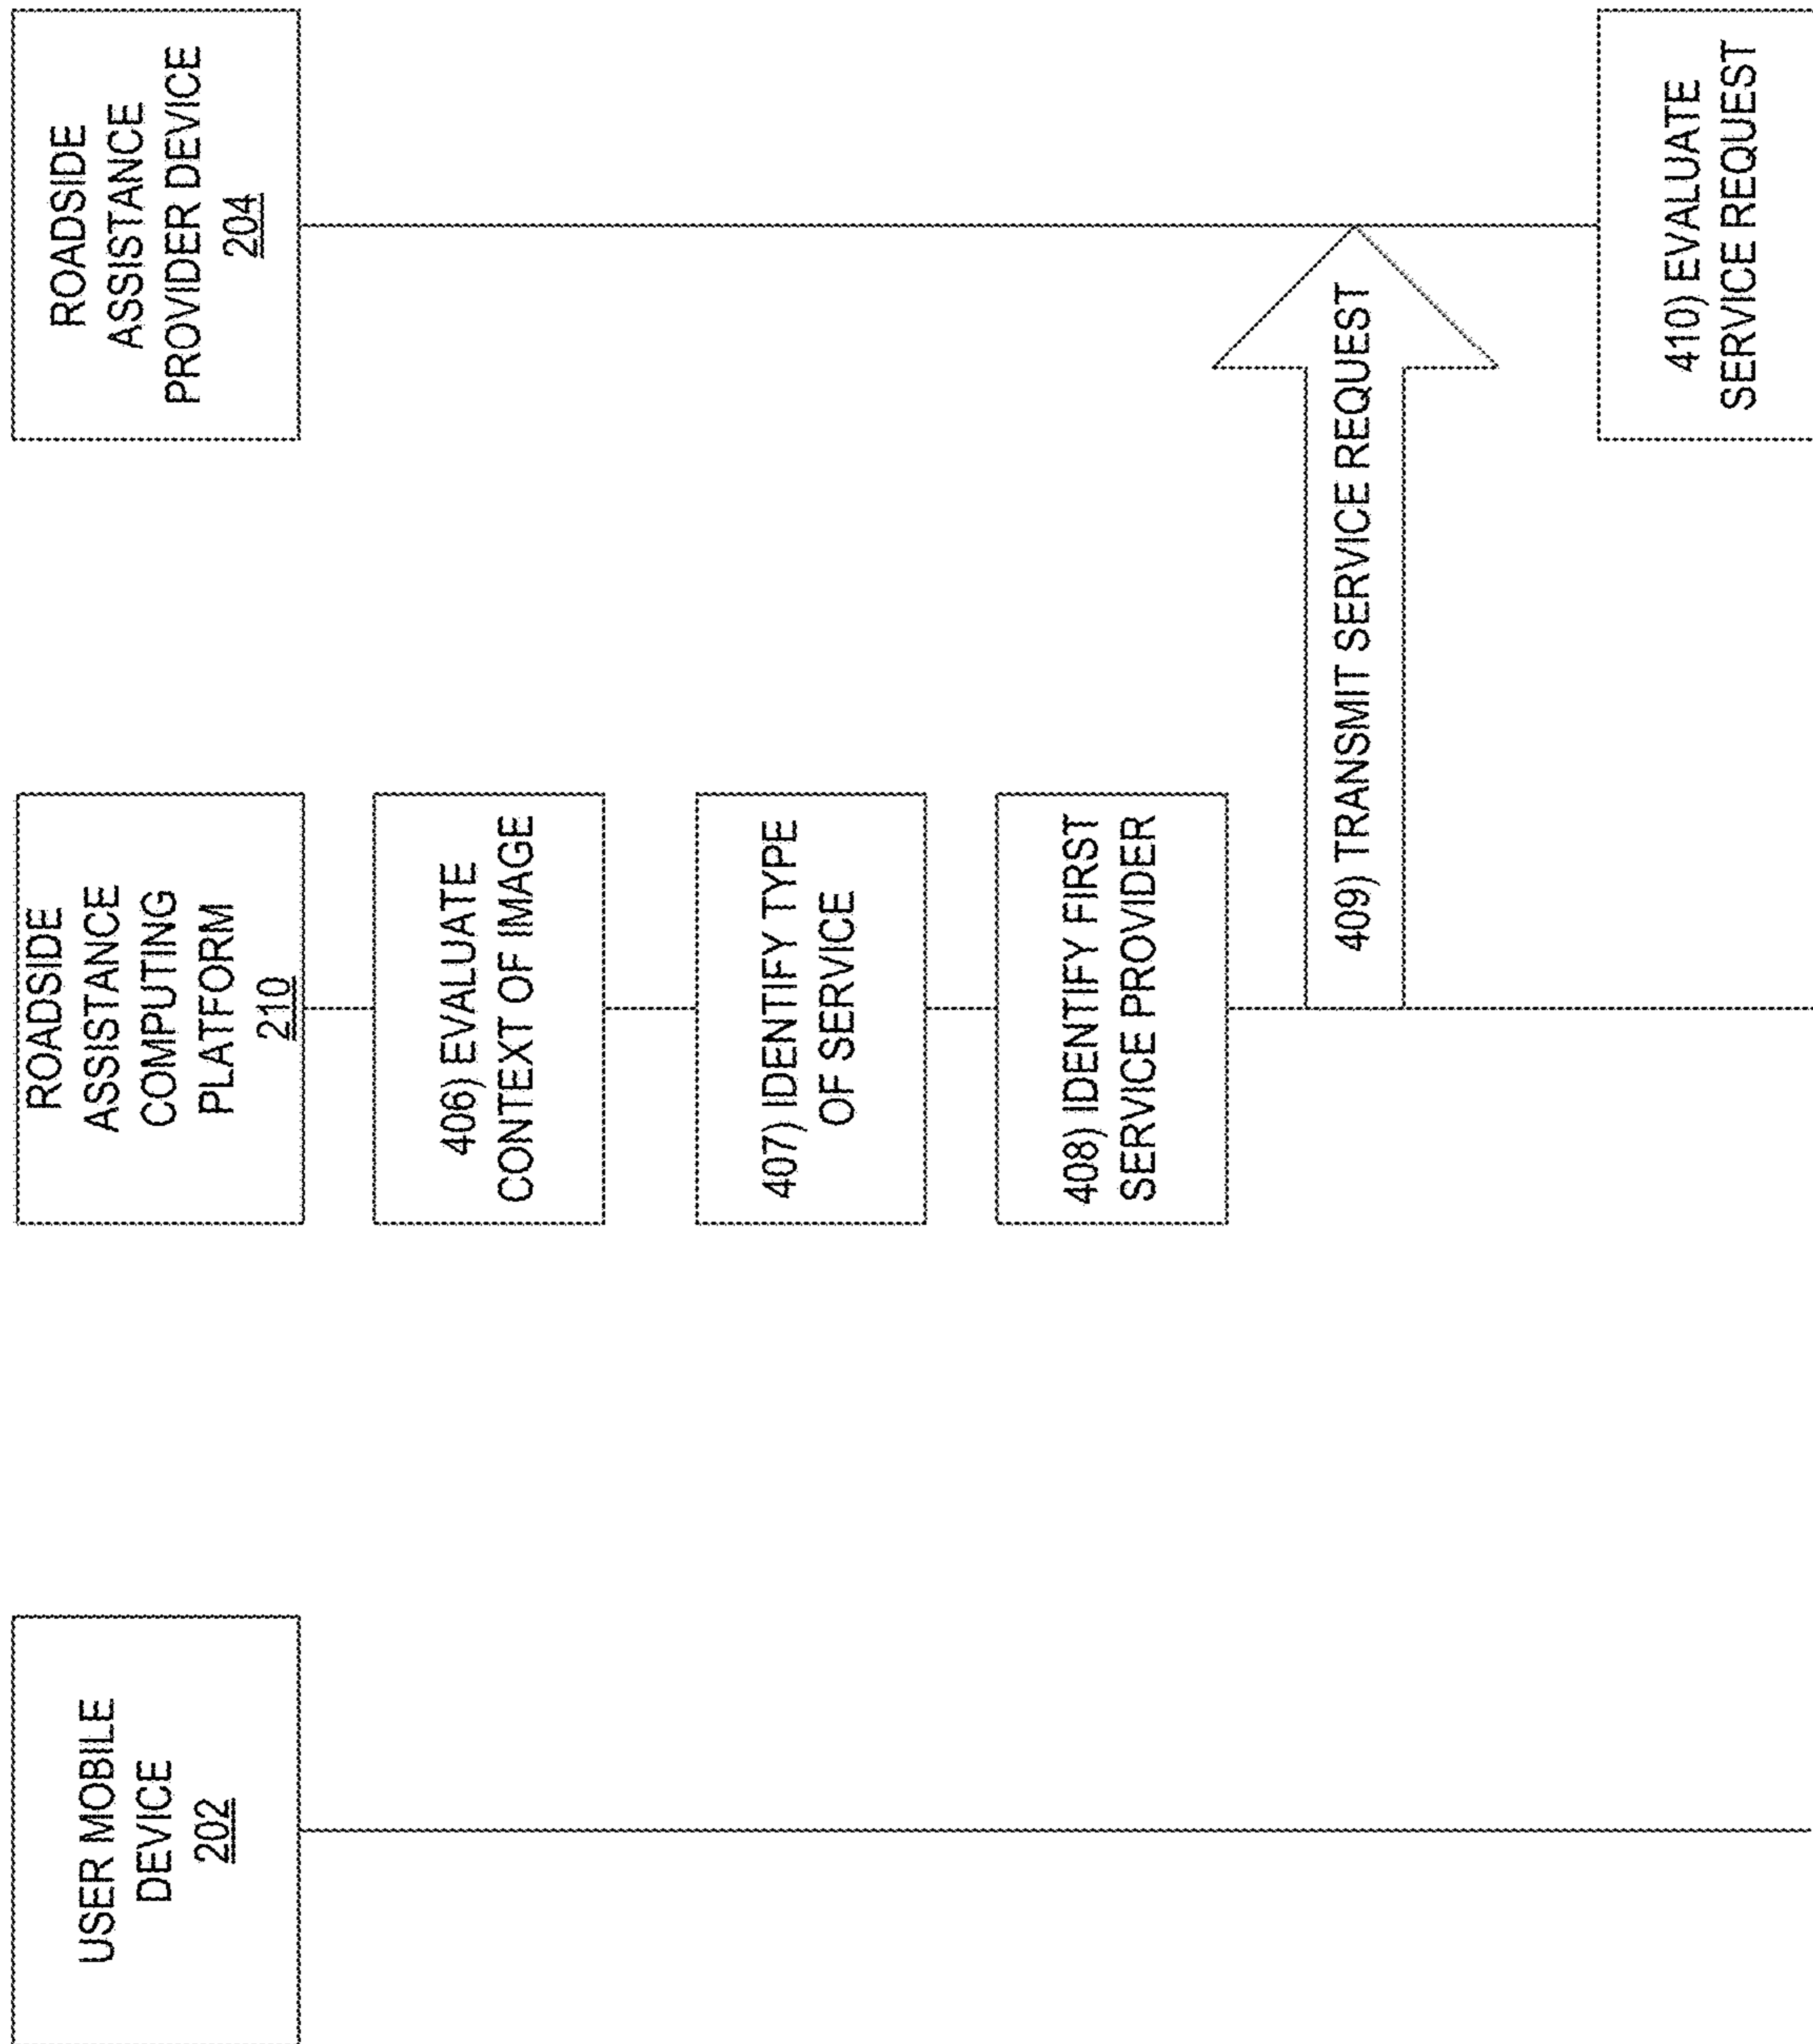 USER MOBILE
DEVICE
202
ROADSIDE
ASSISTANCE
COMPUTING
PLATFORM
210
ROADSIDE
ASSISTANCE
PROVIDER DEVICE
204
406) EVALUATE
CONTEXT OF IMAGE
407) IDENTIFY TYPE
OF SERVICE
408) IDENTIFY FIRST
SERVICE PROVIDER
409) TRANSMIT SERVICE REQUEST
410) EVALUATE
SERVICE REQUEST